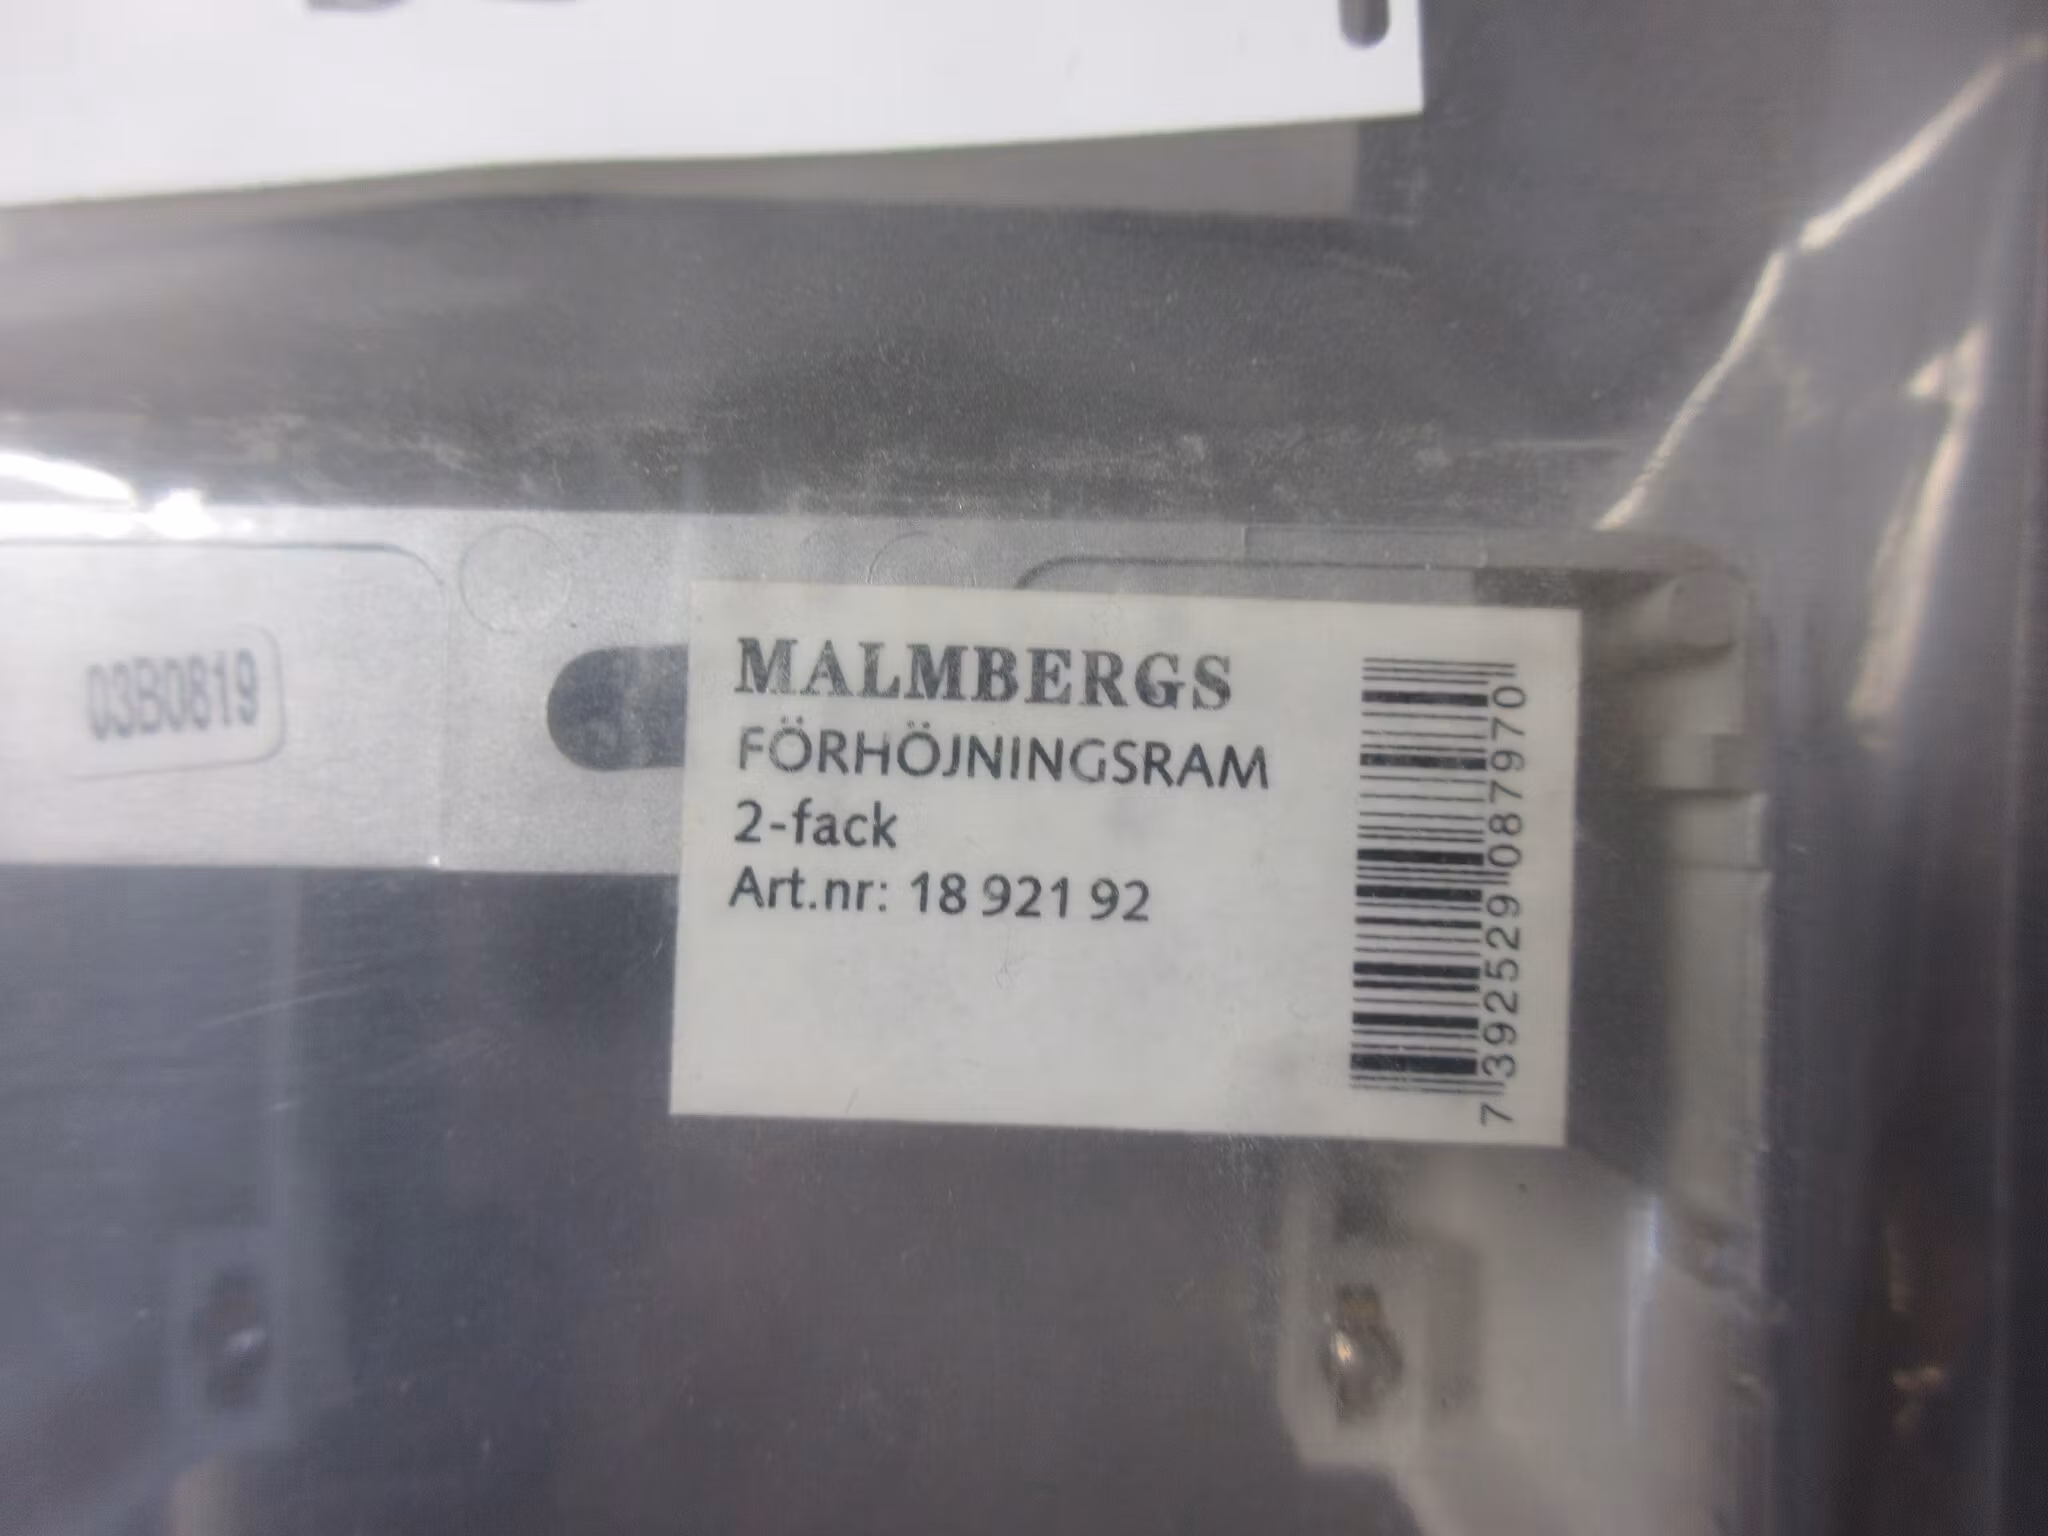 03B0819
MALMBERGS
FÖRHÖJNINGSRAM
2-fack
Art.nr: 18 921 92
7 392529 087970